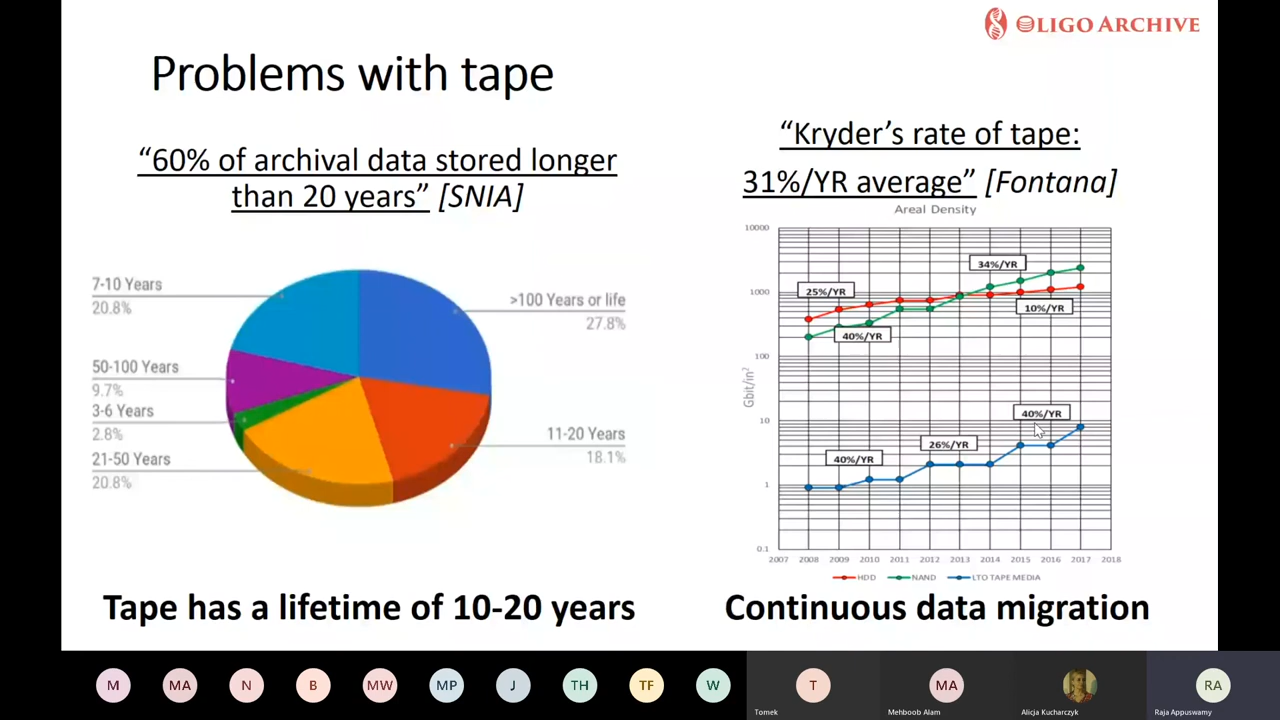 OLIGO ARCHIVE
Problems with tape
“60% of archival data stored longer
than 20 years” [SNIA]
7-10 Years
20.8%
50-100 Years
9.7%
3-6 Years
2.8%
21-50 Years
20.8%
>100 Years or life
27.8%
11-20 Years
18.1%
Tape has a lifetime of 10-20 years
“Kryder’s rate of tape:
31%/YR average” [Fontana]
Areal Density
Gbit/in²
10000
1000
100
10
1
0.1
25%/YR
40%/YR
34%/YR
10%/YR
40%/YR
26%/YR
40%/YR
2007 2008 2009 2010 2011 2012 2013 2014 2015 2016 2017 2018
HDD NAND LTO TAPE MEDIA
Continuous data migration
M MA N B MW MP J TH TF W T MA RA
Tomek Mehboob Alam Alicja Kucharczyk Raja Appuswamy